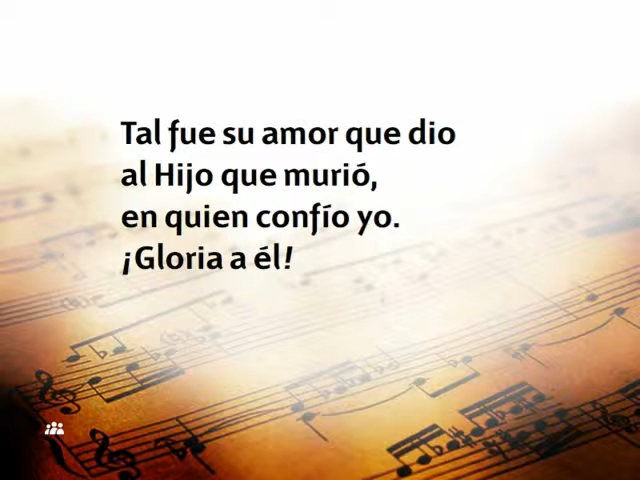 Tal fue su amor que dio
al Hijo que murió,
en quien confío yo.
¡Gloria a él!